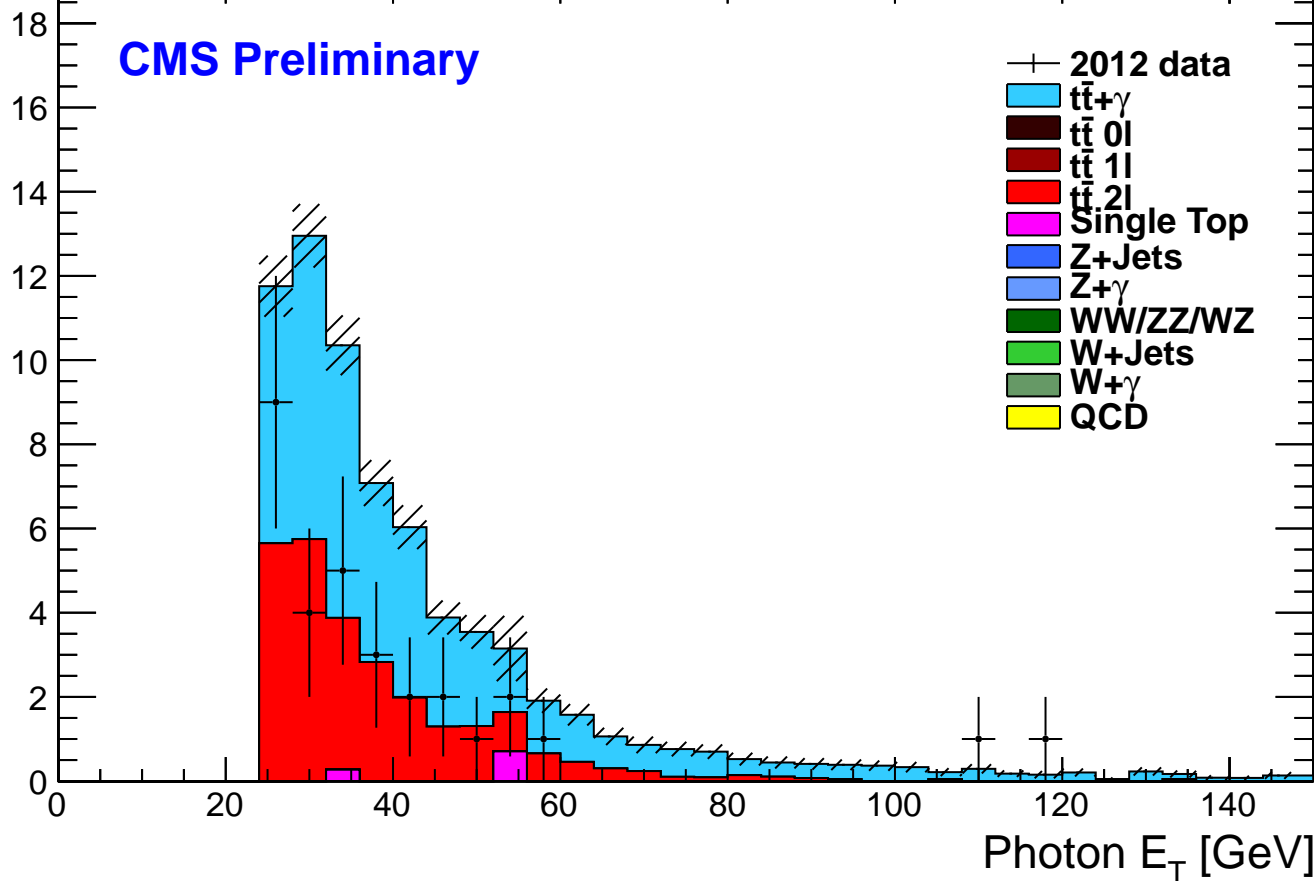 CMS Preliminary
2012 data
tt̄+γ
tt̄ 0l
tt̄ 1l
tt̄ 2l
Single Top
Z+Jets
Z+γ
WW/ZZ/WZ
W+Jets
W+γ
QCD
18
16
14
12
10
8
6
4
2
0
0 20 40 60 80 100 120 140
Photon E_T [GeV]